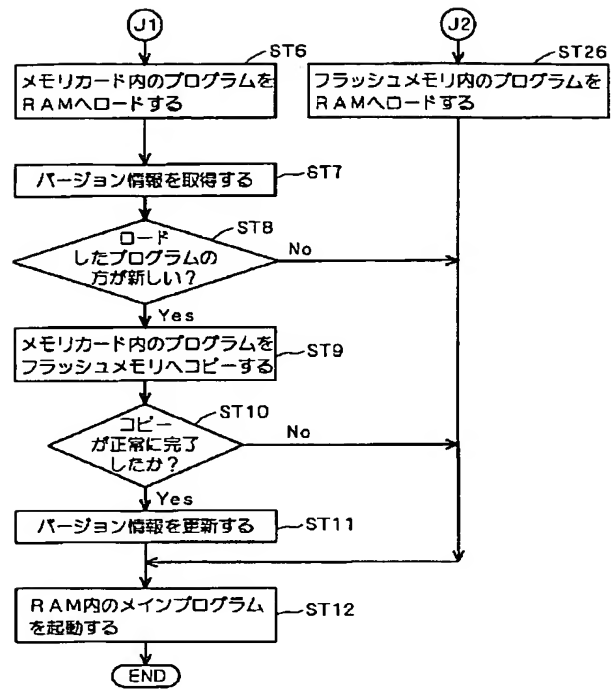 J1
J2
ST6
メモリカード内のプログラムを
RAMへロードする
ST26
フラッシュメモリ内のプログラムを
RAMへロードする
バージョン情報を取得する
ST7
ST8
ロード
したプログラムの
方が新しい?
No
Yes
メモリカード内のプログラムを
フラッシュメモリへコピーする
ST9
ST10
コピー
が正常に完了
したか?
No
Yes
バージョン情報を更新する
ST11
RAM内のメインプログラム
を起動する
ST12
END